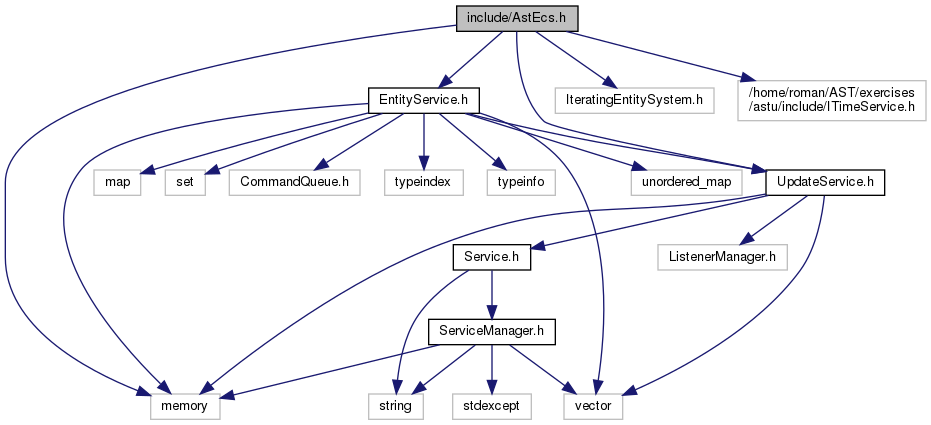 include/AstEcs.h
EntityService.h
IteratingEntitySystem.h
/home/roman/AST/exercises
/astu/include/ITimeService.h
map
set
CommandQueue.h
typeindex
typeinfo
unordered_map
UpdateService.h
Service.h
ListenerManager.h
ServiceManager.h
memory
string
stdexcept
vector